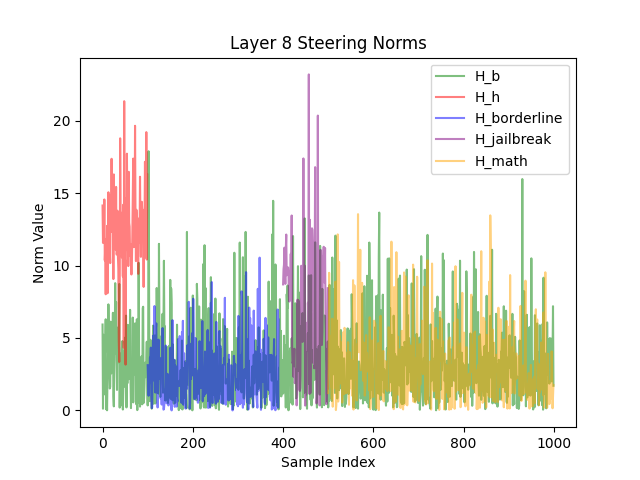 Layer 8 Steering Norms
H_b
H_h
H_borderline
H_jailbreak
H_math
Norm Value
20
15
10
5
0
0
200
400
600
800
1000
Sample Index